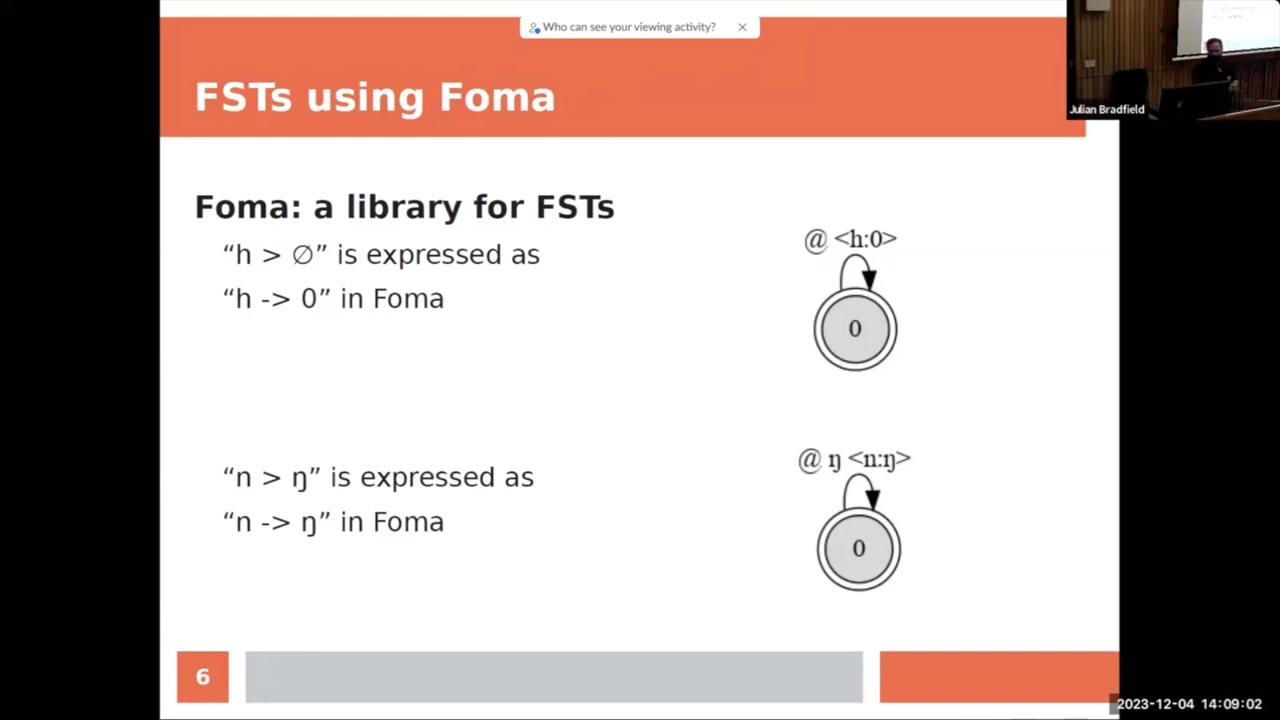 Who can see your viewing activity?
FSTs using Foma
Julian Bradfield
Foma: a library for FSTs
“h > ∅” is expressed as
“h -> 0” in Foma
@ <h:0>
0
“n > ŋ” is expressed as
“n -> ŋ” in Foma
@ ŋ <n:ŋ>
0
6
2023-12-04 14:09:02